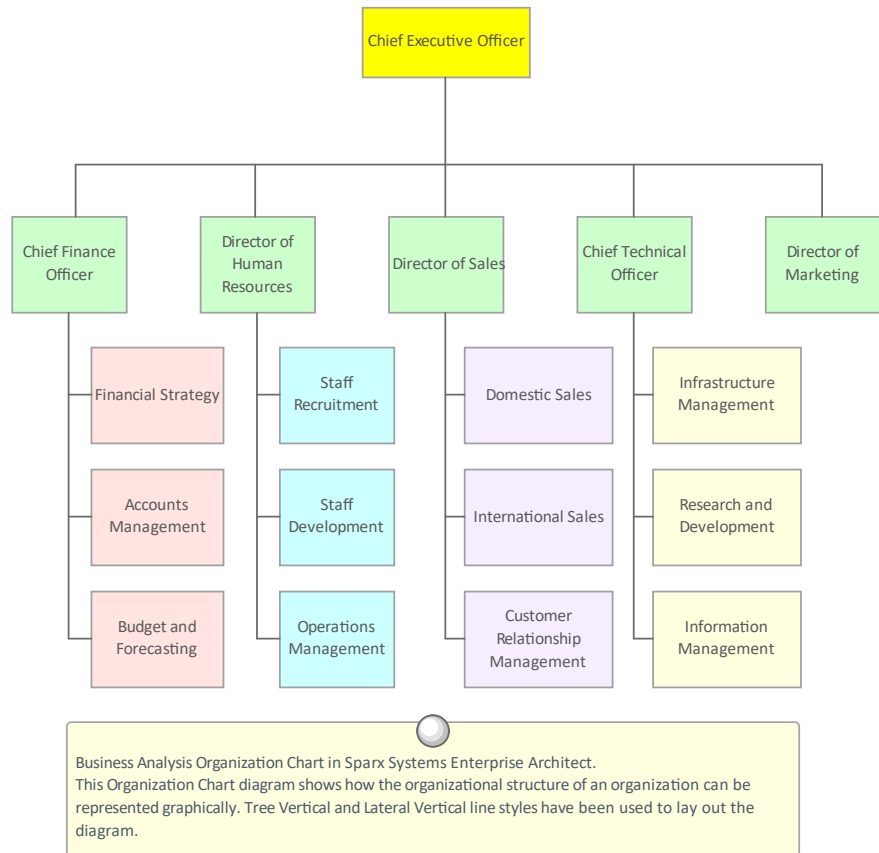 Chief Executive Officer
Chief Finance
Officer
Director of
Human
Resources
Director of Sales
Chief Technical
Officer
Director of
Marketing
Financial Strategy
Staff
Recruitment
Domestic Sales
Infrastructure
Management
Accounts
Management
Staff
Development
International Sales
Research and
Development
Budget and
Forecasting
Operations
Management
Customer
Relationship
Management
Information
Management
Business Analysis Organization Chart in Sparx Systems Enterprise Architect.
This Organization Chart diagram shows how the organizational structure of an organization can be
represented graphically. Tree Vertical and Lateral Vertical line styles have been used to lay out the
diagram.